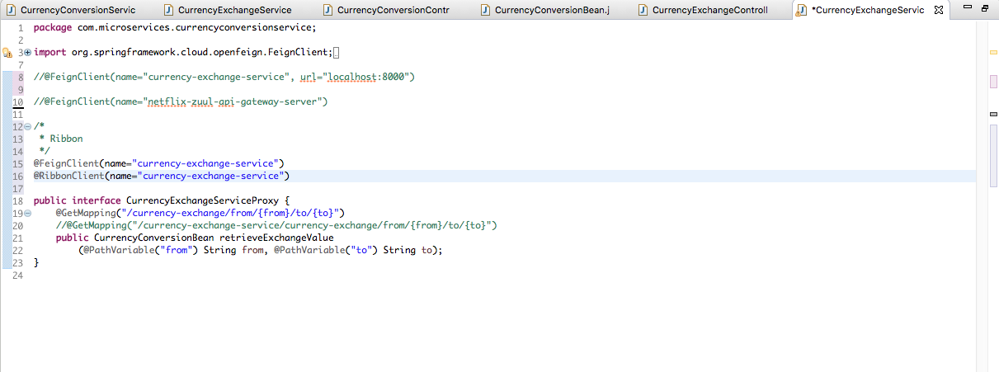 CurrencyConversionServic CurrencyExchangeService CurrencyConversionContr CurrencyConversionBean.j CurrencyExchangeControll *CurrencyExchangeServic
1 package com.microservices.currencyconversionservice;
2
3 import org.springframework.cloud.openfeign.FeignClient;
7
8 //@FeignClient(name="currency-exchange-service", url="localhost:8000")
9
10 //@FeignClient(name="netflix-zuul-api-gateway-server")
11
12 /*
13  * Ribbon
14  */
15 @FeignClient(name="currency-exchange-service")
16 @RibbonClient(name="currency-exchange-service")
17
18 public interface CurrencyExchangeServiceProxy {
19     @GetMapping("/currency-exchange/from/{from}/to/{to}")
20     //@GetMapping("/currency-exchange-service/currency-exchange/from/{from}/to/{to}")
21     public CurrencyConversionBean retrieveExchangeValue
22         (@PathVariable("from") String from, @PathVariable("to") String to);
23 }
24